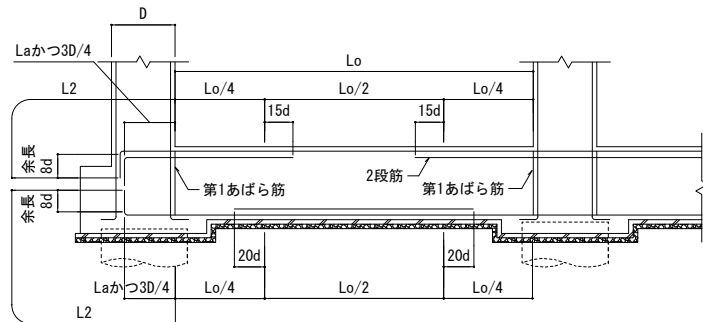 D
Laかつ3D/4
Lo
L2
Lo/4
Lo/2
Lo/4
15d
15d
余長
8d
第1あばら筋
2段筋
第1あばら筋
余長
8d
20d
20d
Laかつ3D/4
Lo/4
Lo/2
Lo/4
L2